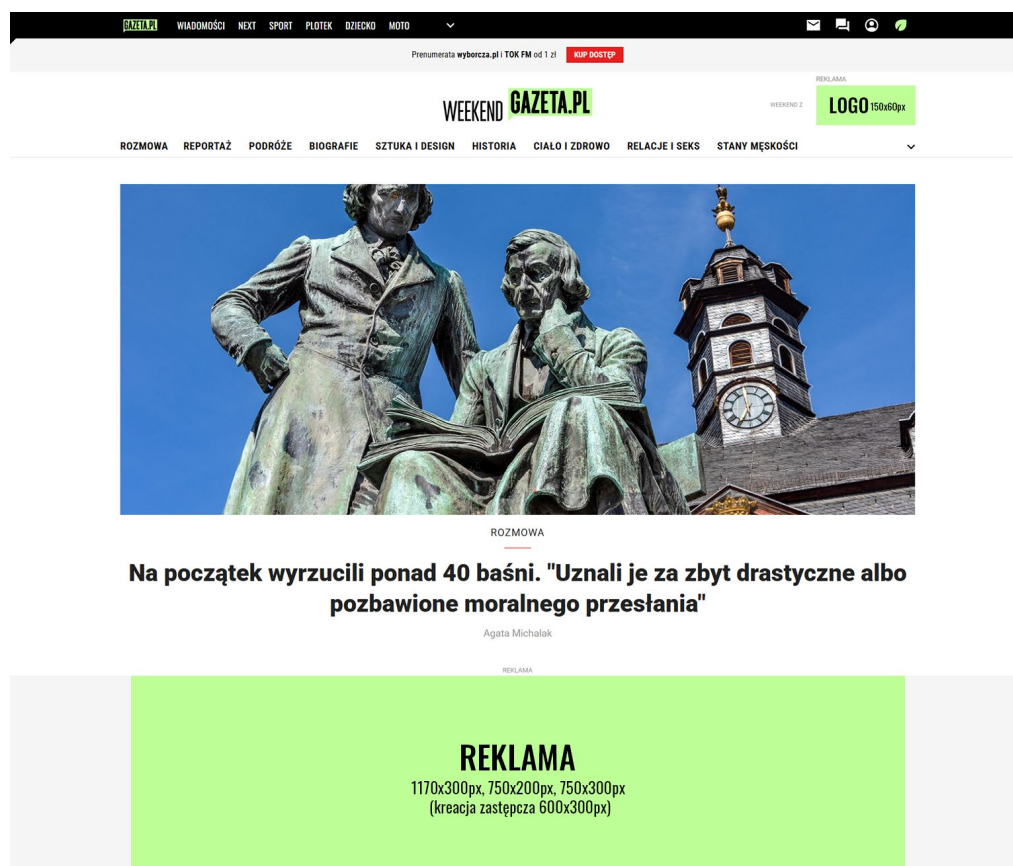 GAZETA.PL WIADOMOŚCI NEXT SPORT PLOTEK DZIECKO MOTO
Prenumerata wyborcza.pl i TOK FM od 1 zł KUP DOSTĘP
REKLAMA
WEEKEND GAZETA.PL
WEEKEND Z
LOGO 150x60px
ROZMOWA REPORTAŻ PODRÓŻE BIOGRAFIE SZTUKA I DESIGN HISTORIA CIAŁO I ZDROWO RELACJE I SEKS STANY MĘSKOŚCI
ROZMOWA
Na początek wyrzucili ponad 40 baśni. "Uznali je za zbyt drastyczne albo
pozbawione moralnego przesłania"
Agata Michalak
REKLAMA
REKLAMA
1170x300px, 750x200px, 750x300px
(kreacja zastępcza 600x300px)